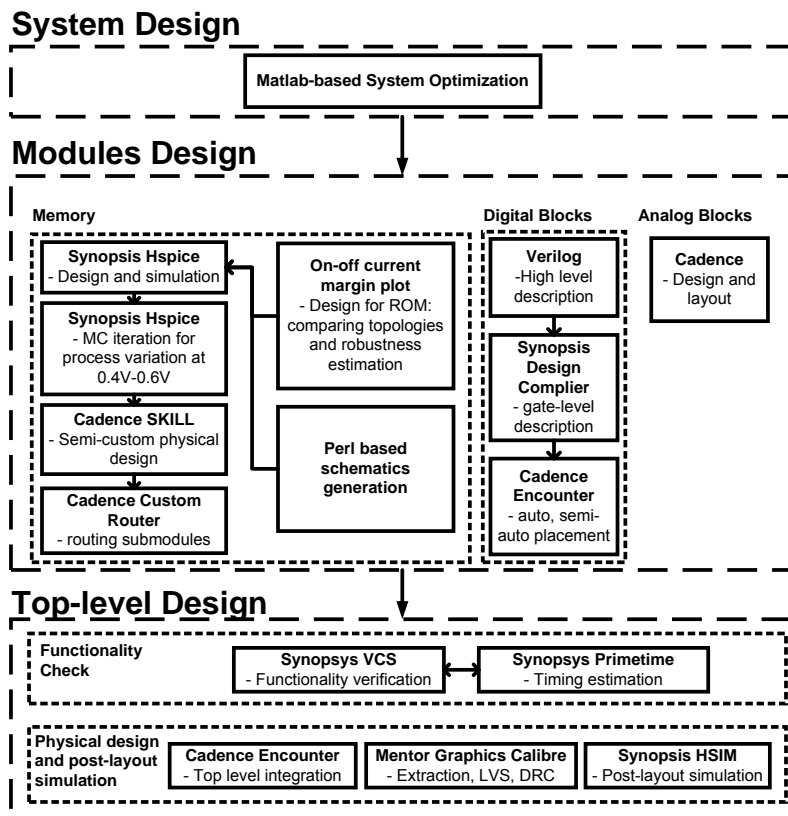 System Design
Matlab-based System Optimization
Modules Design
Memory
Synopsis Hspice
- Design and simulation
Synopsis Hspice
- MC iteration for
process variation at
0.4V-0.6V
Cadence SKILL
- Semi-custom physical
design
Cadence Custom
Router
- routing submodules
On-off current
margin plot
- Design for ROM:
comparing topologies
and robustness
estimation
Perl based
schematics
generation
Digital Blocks
Verilog
-High level
description
Synopsis
Design
Complier
- gate-level
description
Cadence
Encounter
- auto, semi-
auto placement
Analog Blocks
Cadence
- Design and
layout
Top-level Design
Functionality
Check
Synopsys VCS
- Functionality verification
Synopsys Primetime
- Timing estimation
Physical design
and post-layout
simulation
Cadence Encounter
- Top level integration
Mentor Graphics Calibre
- Extraction, LVS, DRC
Synopsis HSIM
- Post-layout simulation